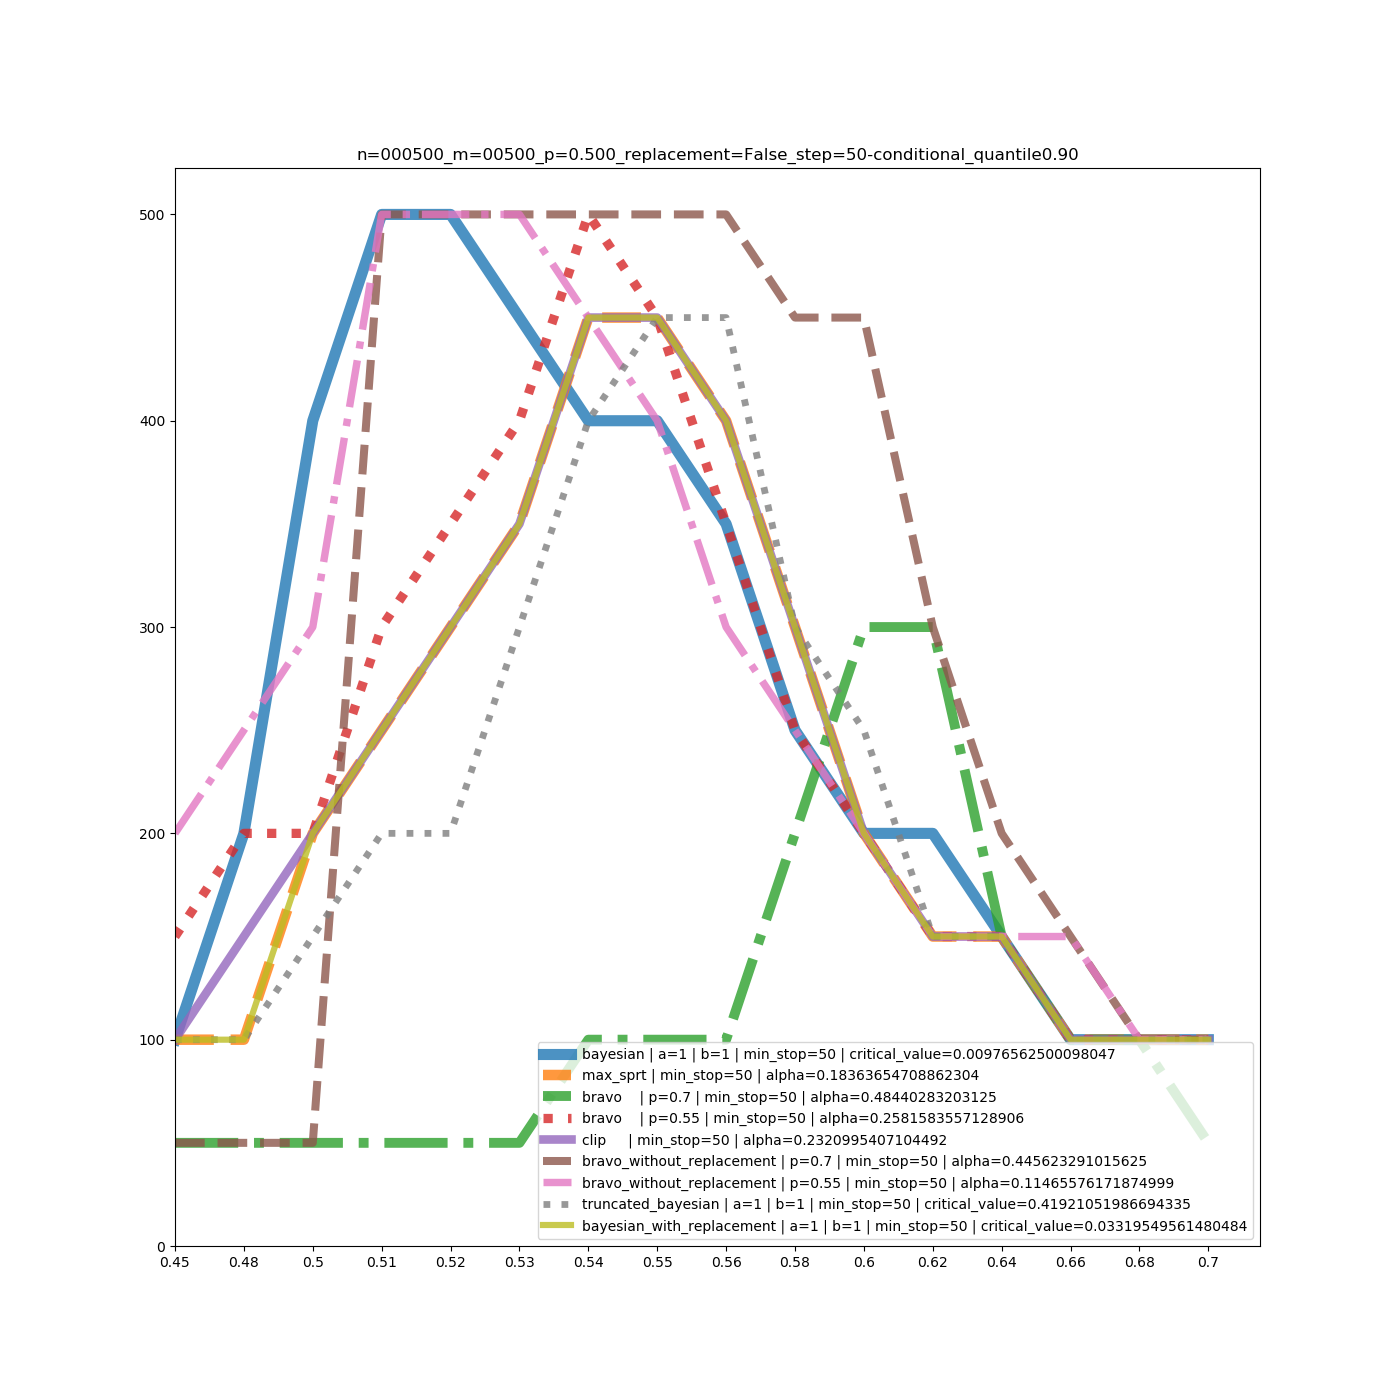 n=000500_m=00500_p=0.500_replacement=False_step=50-conditional_quantile0.90
500
400
300
200
100
0
bayesian | a=1 | b=1 | min_stop=50 | critical_value=0.00976562500098047
max_sprt | min_stop=50 | alpha=0.18363654708862304
bravo | p=0.7 | min_stop=50 | alpha=0.48440283203125
bravo | p=0.55 | min_stop=50 | alpha=0.2581583557128906
clip | min_stop=50 | alpha=0.2320995407104492
bravo_without_replacement | p=0.7 | min_stop=50 | alpha=0.445623291015625
bravo_without_replacement | p=0.55 | min_stop=50 | alpha=0.11465576171874999
truncated_bayesian | a=1 | b=1 | min_stop=50 | critical_value=0.41921051986694335
bayesian_with_replacement | a=1 | b=1 | min_stop=50 | critical_value=0.03319549561480484
0.45 0.48 0.5 0.51 0.52 0.53 0.54 0.55 0.56 0.58 0.6 0.62 0.64 0.66 0.68 0.7